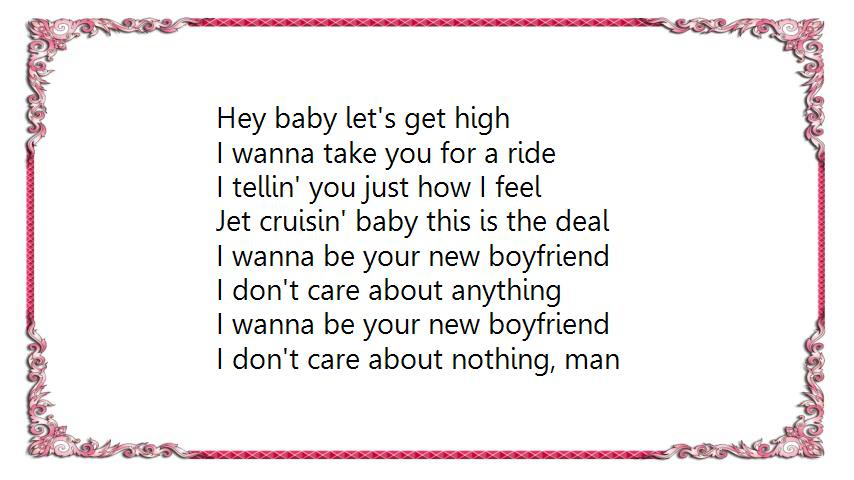 Hey baby let's get high
I wanna take you for a ride
I tellin' you just how I feel
Jet cruisin' baby this is the deal
I wanna be your new boyfriend
I don't care about anything
I wanna be your new boyfriend
I don't care about nothing, man